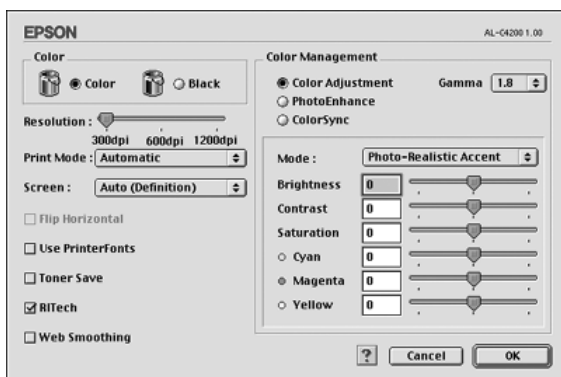 EPSON
AL-C4200 1.00
Color
Color
Black
Resolution :
300dpi 600dpi 1200dpi
Print Mode : Automatic
Screen : Auto (Definition)
Flip Horizontal
Use PrinterFonts
Toner Save
RITech
Web Smoothing
Color Management
Color Adjustment
Gamma 1.8
PhotoEnhance
ColorSync
Mode : Photo-Realistic Accent
Brightness 0
Contrast 0
Saturation 0
Cyan 0
Magenta 0
Yellow 0
? Cancel OK